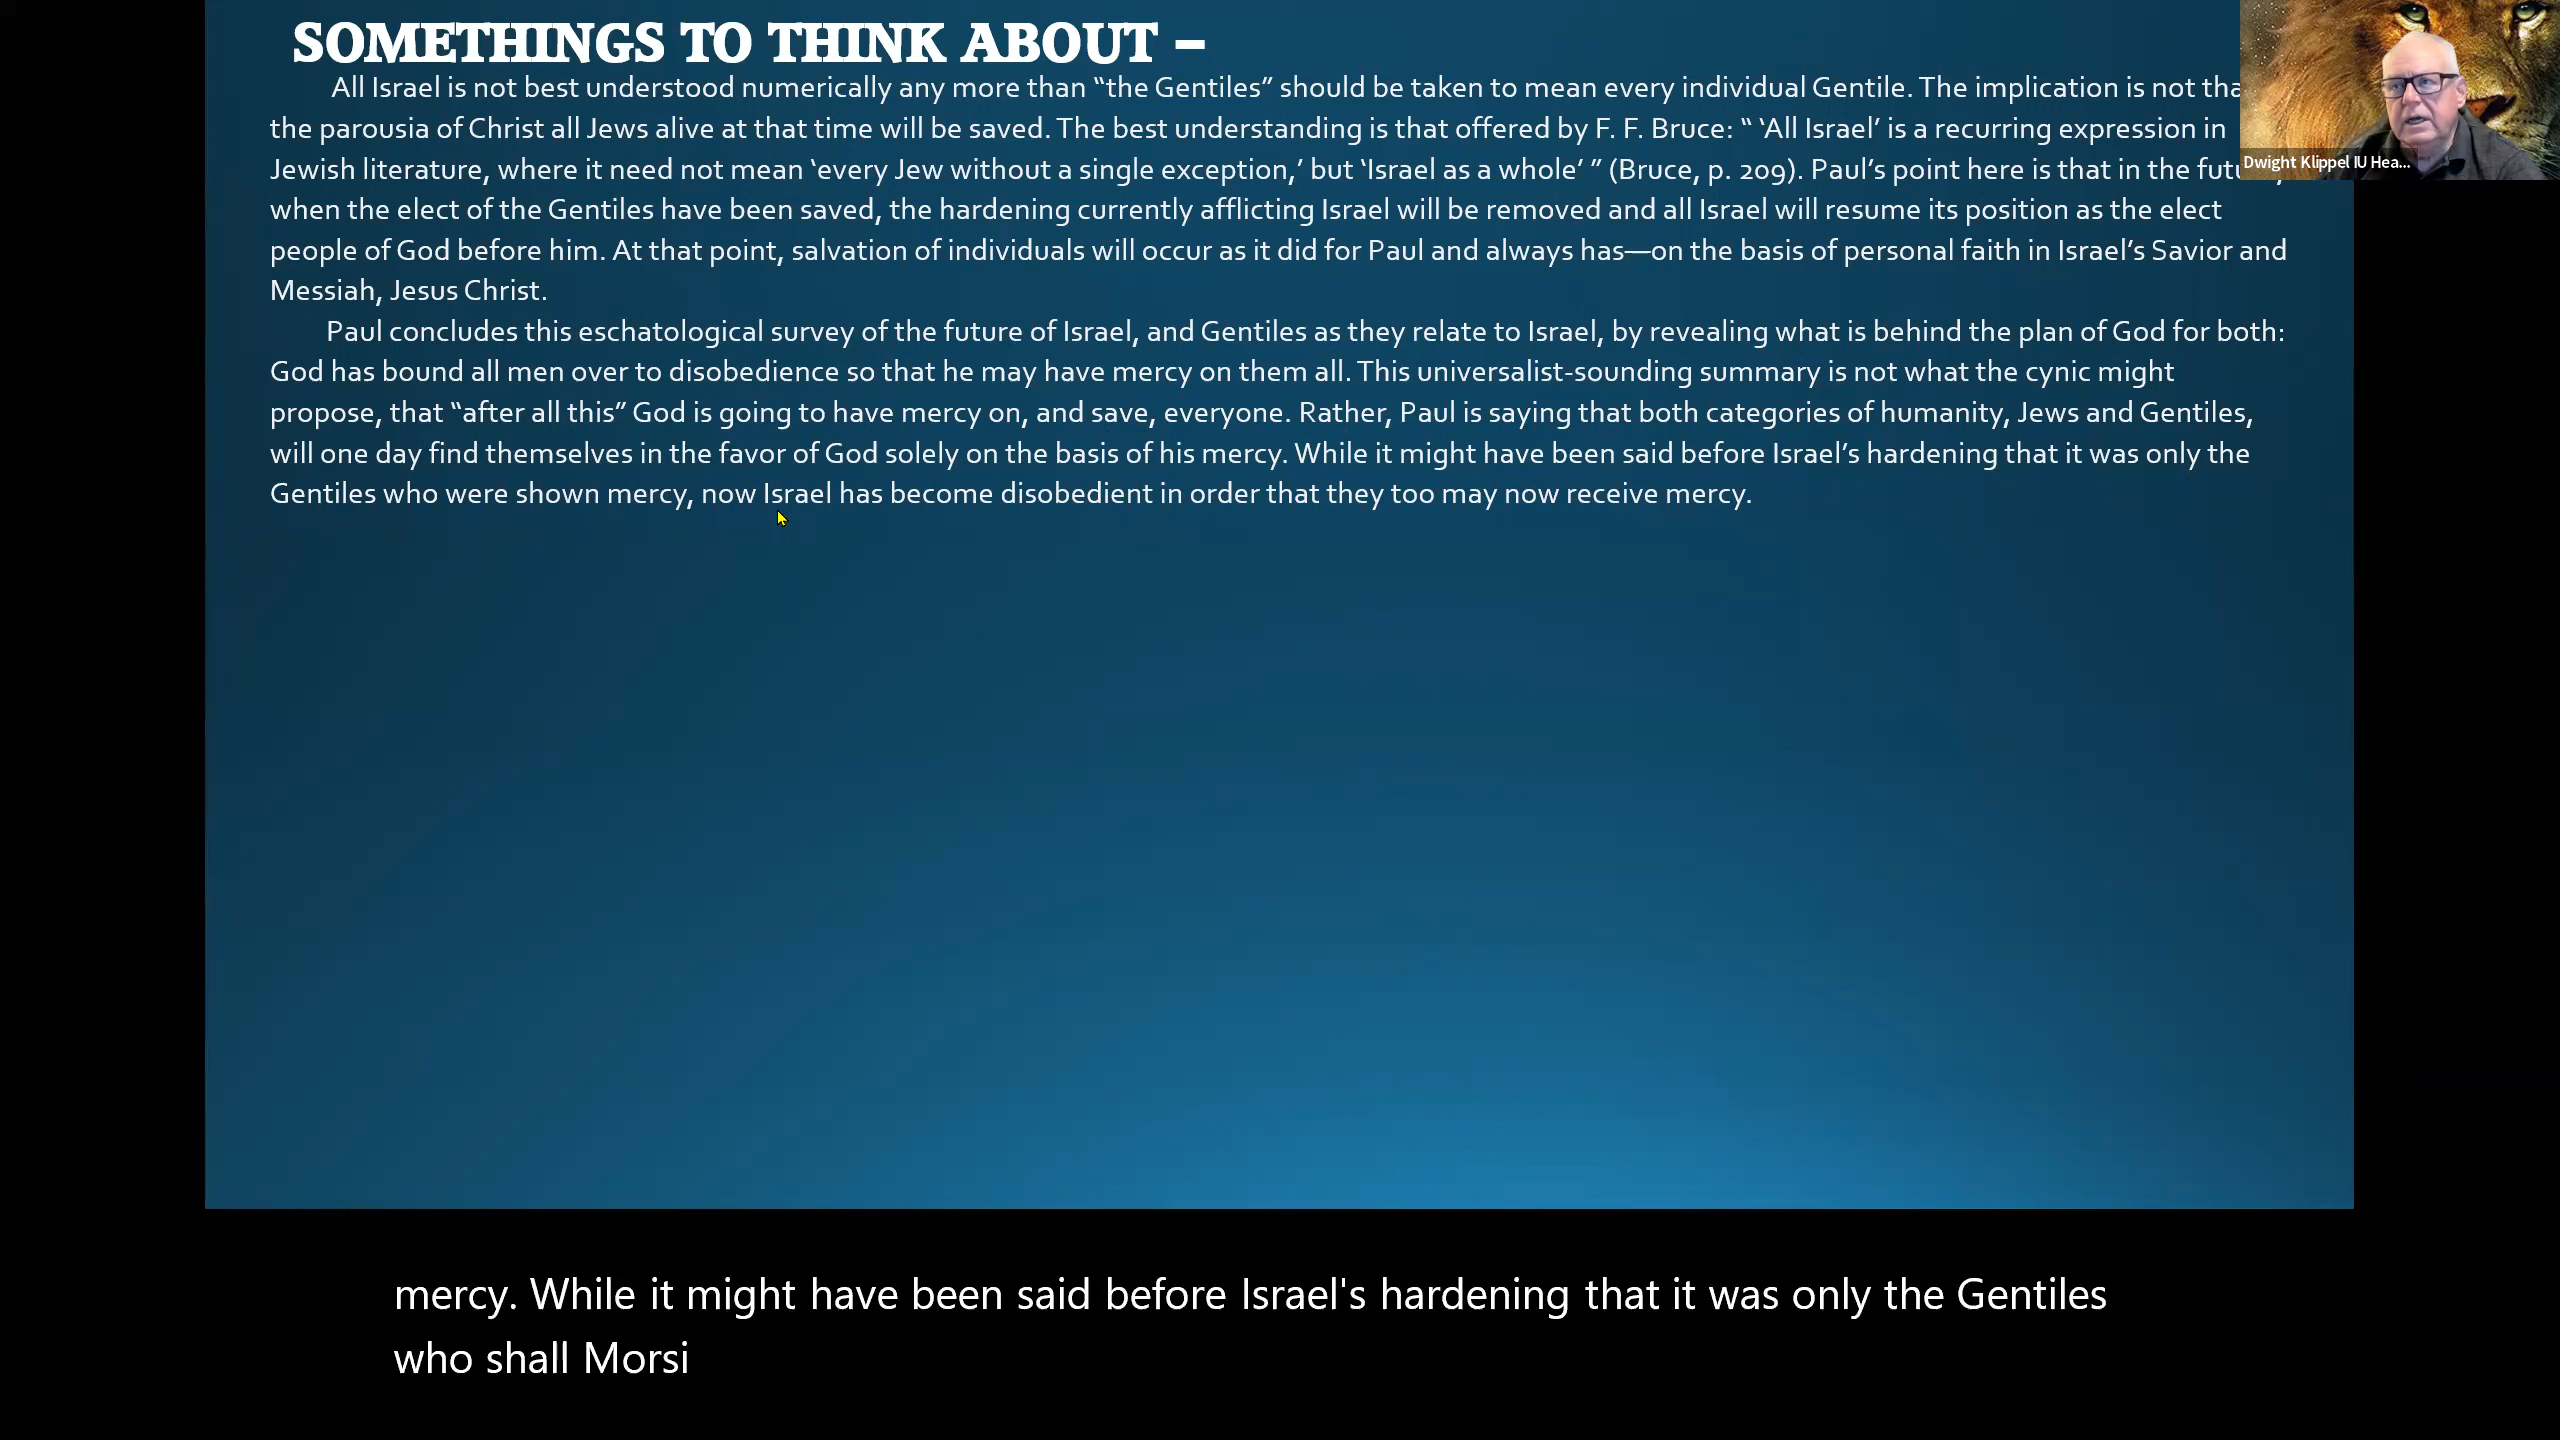 SOMETHINGS TO THINK ABOUT –
All Israel is not best understood numerically any more than “the Gentiles” should be taken to mean every individual Gentile. The implication is not
the parousia of Christ all Jews alive at that time will be saved. The best understanding is that offered by F. F. Bruce: “ ‘All Israel’ is a recurring expression in
Jewish literature, where it need not mean ‘every Jew without a single exception,’ but ‘Israel as a whole’ ” (Bruce, p. 209). Paul’s point here is that in the
when the elect of the Gentiles have been saved, the hardening currently afflicting Israel will be removed and all Israel will resume its position as the elect
people of God before him. At that point, salvation of individuals will occur as it did for Paul and always has—on the basis of personal faith in Israel’s Savior and
Messiah, Jesus Christ.
Paul concludes this eschatological survey of the future of Israel, and Gentiles as they relate to Israel, by revealing what is behind the plan of God for both:
God has bound all men over to disobedience so that he may have mercy on them all. This universalist-sounding summary is not what the cynic might
propose, that “after all this” God is going to have mercy on, and save, everyone. Rather, Paul is saying that both categories of humanity, Jews and Gentiles,
will one day find themselves in the favor of God solely on the basis of his mercy. While it might have been said before Israel’s hardening that it was only the
Gentiles who were shown mercy, now Israel has become disobedient in order that they too may now receive mercy.
Dwight Klippel IU Hea...
mercy. While it might have been said before Israel's hardening that it was only the Gentiles
who shall Morsi